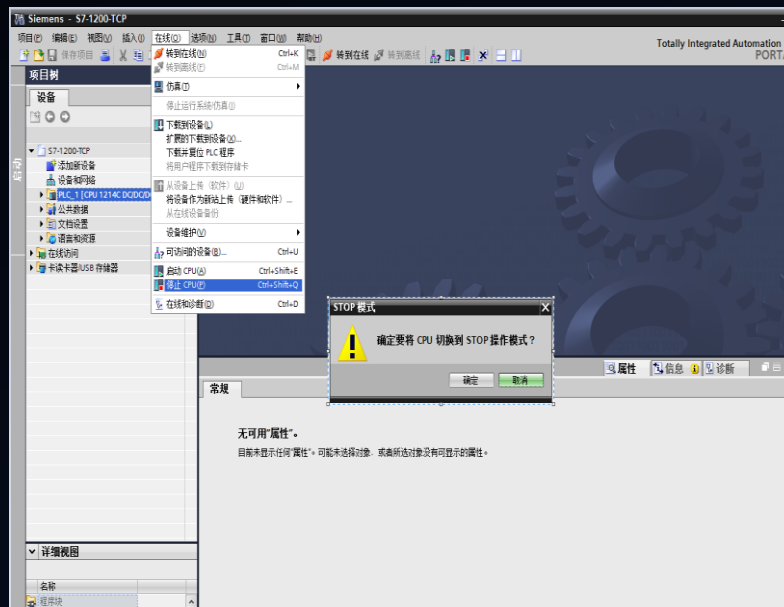 Siemens - S7-1200-TCP
项目(P) 编辑(E) 视图(V) 插入(I) 在线(O) 选项(N) 工具(T) 窗口(W) 帮助(H)
Totally Integrated Automation
PORTA
保存项目 转到在线 转到离线
项目树
设备
S7-1200-TCP
添加新设备
设备和网络
PLC_1 [CPU 1214C DC/DC/D
公共数据
文档设置
语言和资源
在线访问
读卡器/USB 存储器
转到在线(N) Ctrl+K
转到离线(F) Ctrl+M
仿真(T)
停止运行系统/仿真(I)
下载到设备(L)
扩展的下载到设备(X)...
下载并复位 PLC 程序
将用户程序下载到存储卡
从设备上传（软件）(U)
将设备作为新站上传（硬件和软件）...
从在线设备备份
设备维护(V)
可访问的设备(B)... Ctrl+U
启动 CPU(A) Ctrl+Shift+E
停止 CPU(P) Ctrl+Shift+Q
在线和诊断(D) Ctrl+D
STOP 模式
确定要将 CPU 切换到 STOP 操作模式？
确定 取消
属性 信息 诊断
常规
无可用“属性”。
目前未显示任何“属性”。可能未选择对象，或者所选对象没有可显示的属性。
详细视图
名称
程序块